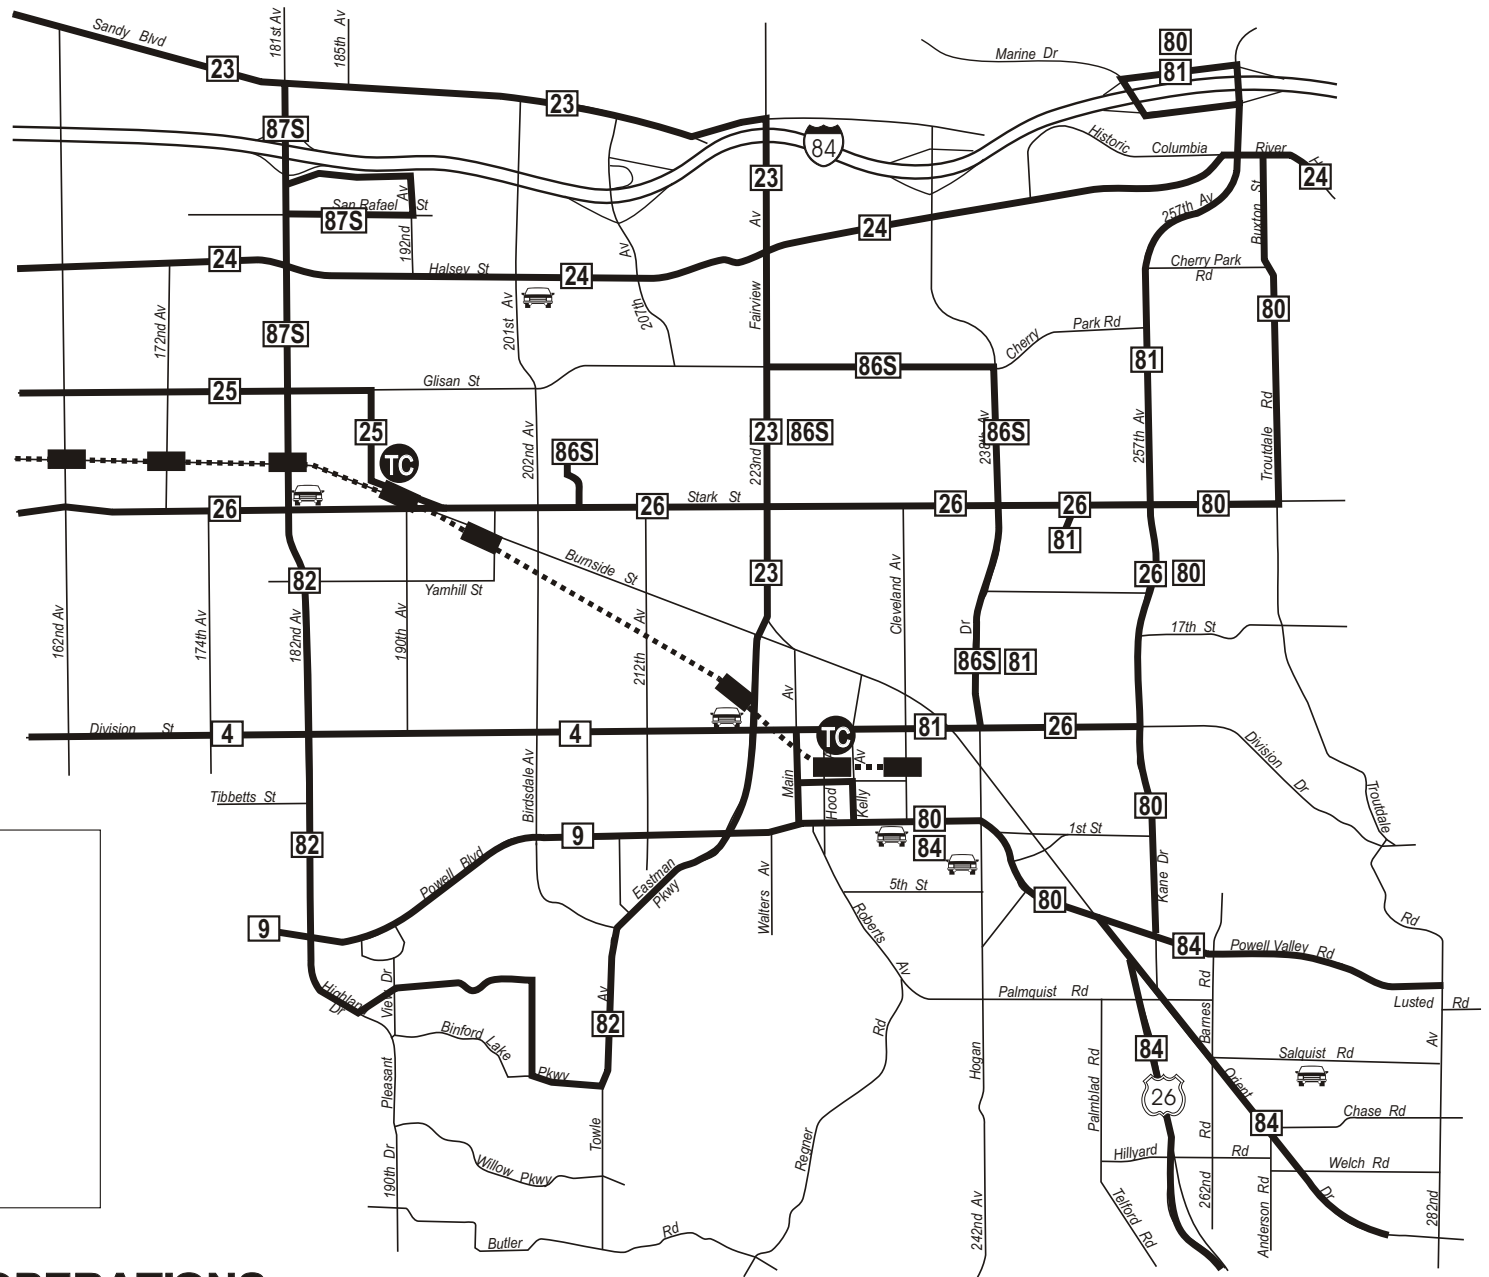 Sandy Blvd
181st Av
185th Av
Marine Dr
80
81
23
23
87S
84
Historic
Columbia
River
24
23
San Rafael St
Av
87S
192nd
Av
Av
24
257th Av
Buxton St
24
Halsey St
24
Cherry Park
Rd
172nd Av
87S
201st Av
207th
Fairview
80
Cherry
Park Rd
81
25
Glisan St
86S
25
TC
202nd Av
86S
23
86S
223nd
238th Av
86S
257th Av
Troutdale Rd
26
26
Stark St
26
26
80
81
82
Yamhill St
Burnside St
23
26
80
162nd Av
174th Av
182nd Av
190th Av
212th Av
Cleveland Av
Dr
17th St
86S
81
Av
Division St
4
4
TC
81
26
Division
Dr
Birdsdale Av
Main
Hood
Av
Kelly
Troutdale
Tibbetts St
82
9
80
84
80
1st St
Powell Blvd
Eastman
Pkwy
Walters Av
5th St
80
Kane Dr
9
Roberts
Av
84
Powell Valley Rd
Rd
Highland
Dr
View Dr
Av
82
Palmquist Rd
Rd
Barnes
Lusted Rd
Binford Lake
Pkwy
Rd
Hogan
Palmblad Rd
84
26
Salquist Rd
Av
Orient
Pleasant
Towle
Regner
84
Chase Rd
Willow Pkwy
Hillyard
Rd
Rd
Welch Rd
190th Dr
242nd Av
Telford Rd
262nd
Anderson Rd
Dr
282nd
Butler
Rd
OPERATIONS